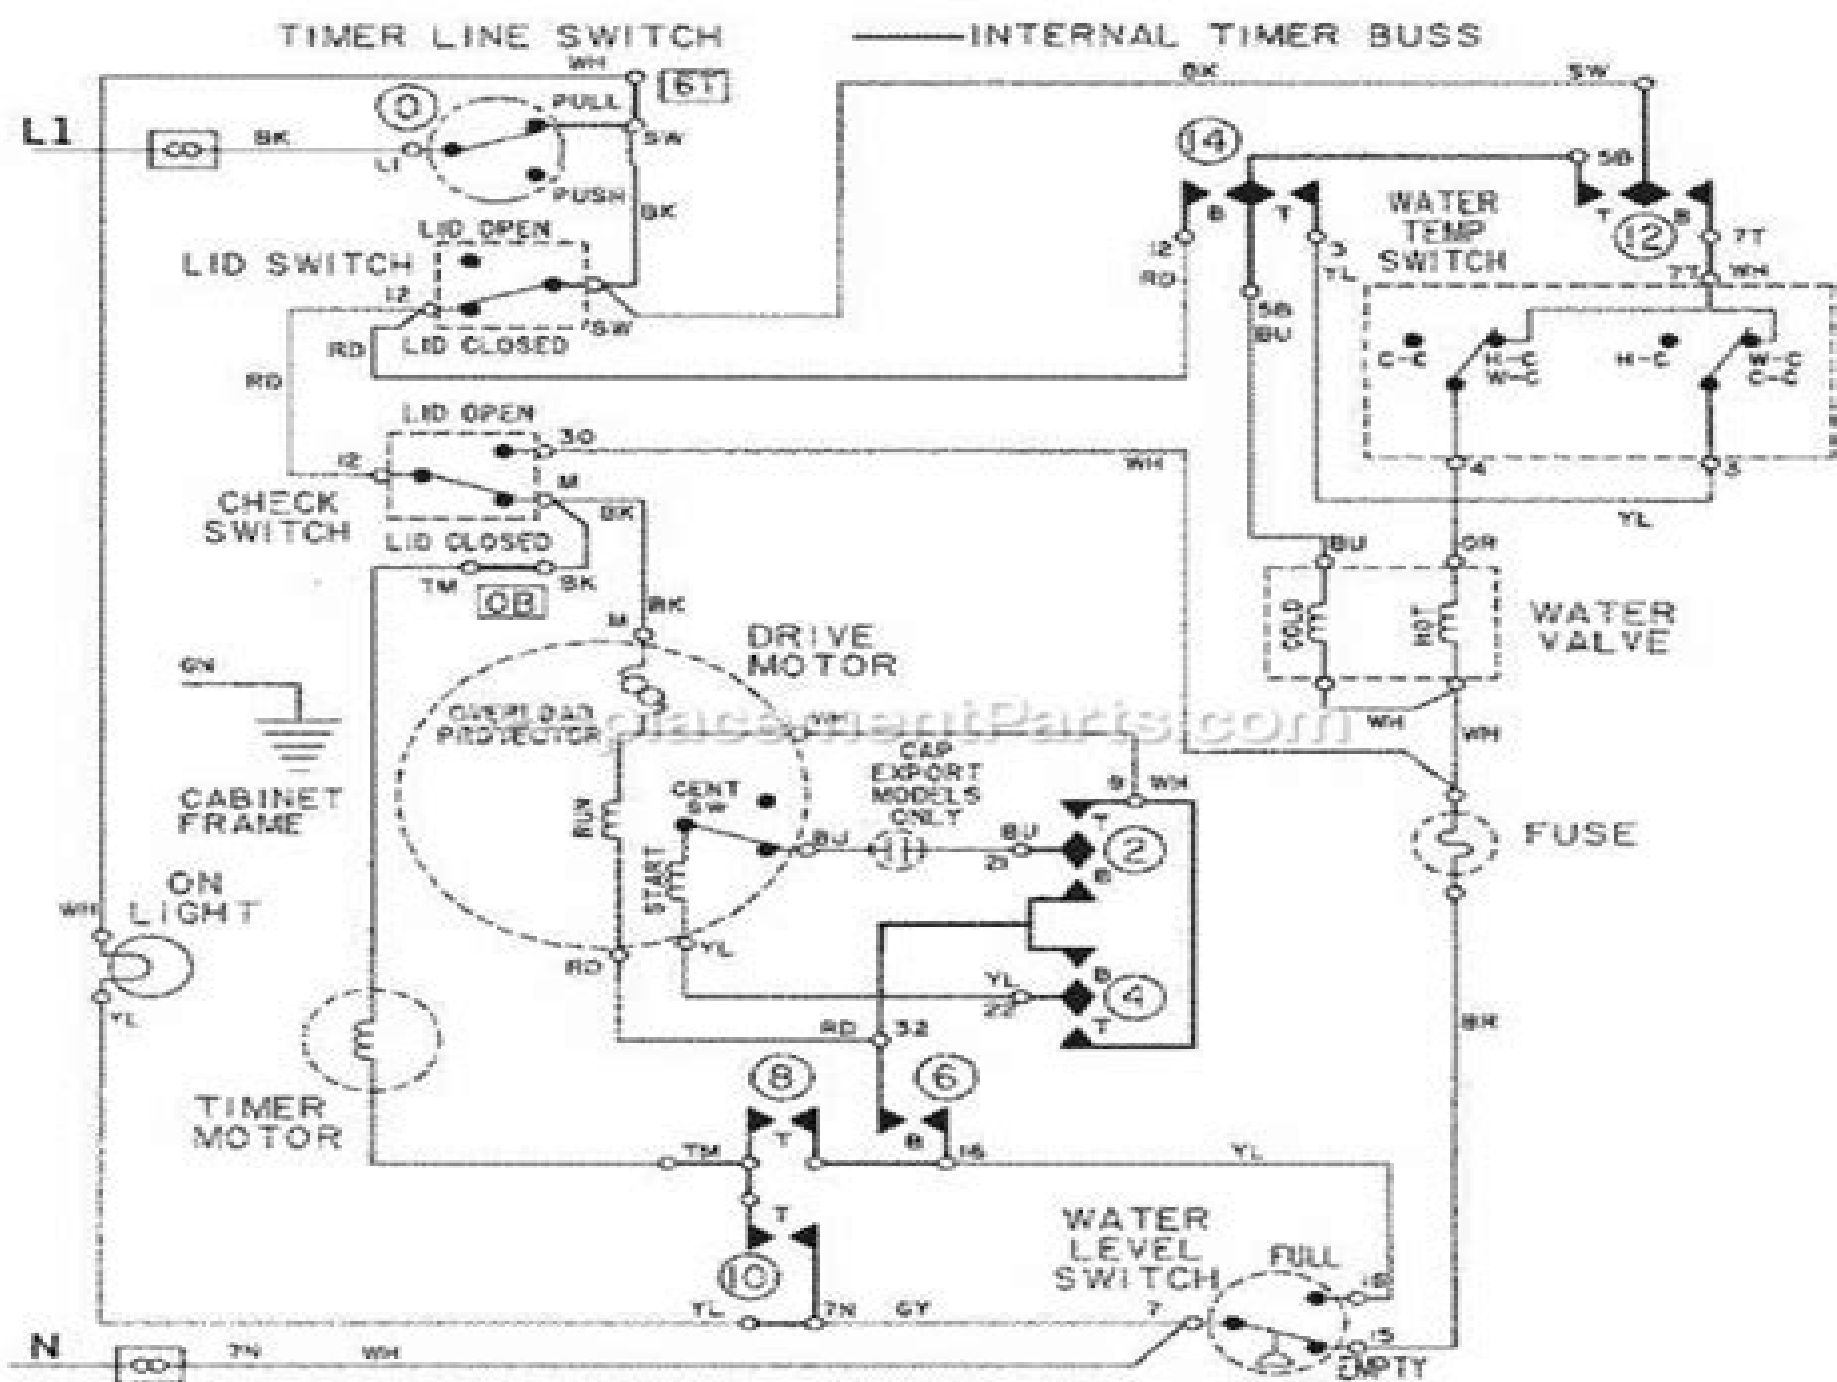 TIMER LINE SWITCH
INTERNAL TIMER BUSS
WH
6T
BK
SW
O
PULL
L1
BK
L1
SW
PUSH
BK
14
5B
B
T
T
B
12
WATER
TEMP
SWITCH
12
3
7T
RD
YL
7T
WH
LID OPEN
LID SWITCH
12
SW
LID CLOSED
RD
RD
5B
BU
C-C
H-C
W-C
H-C
W-C
C-C
LID OPEN
30
12
M
WH
4
3
CHECK
SWITCH
BK
YL
LID CLOSED
TM
BK
OB
BU
OR
BK
M
COLD
HOT
WATER
VALVE
DRIVE
MOTOR
GN
OVERLOAD
PROTECTOR
WH
WH
WH
CAP
EXPORT
MODELS
ONLY
9
WH
CABINET
FRAME
CENT
SW
RUN
T
BU
BU
21
2
B
FUSE
START
ON
LIGHT
WH
YL
RD
YL
22
B
4
T
YL
RD
32
BR
TIMER
MOTOR
8
6
T
B
16
TM
YL
T
10
WATER
LEVEL
SWITCH
FULL
16
YL
7N
GY
7
15
EMPTY
N
7N
WH